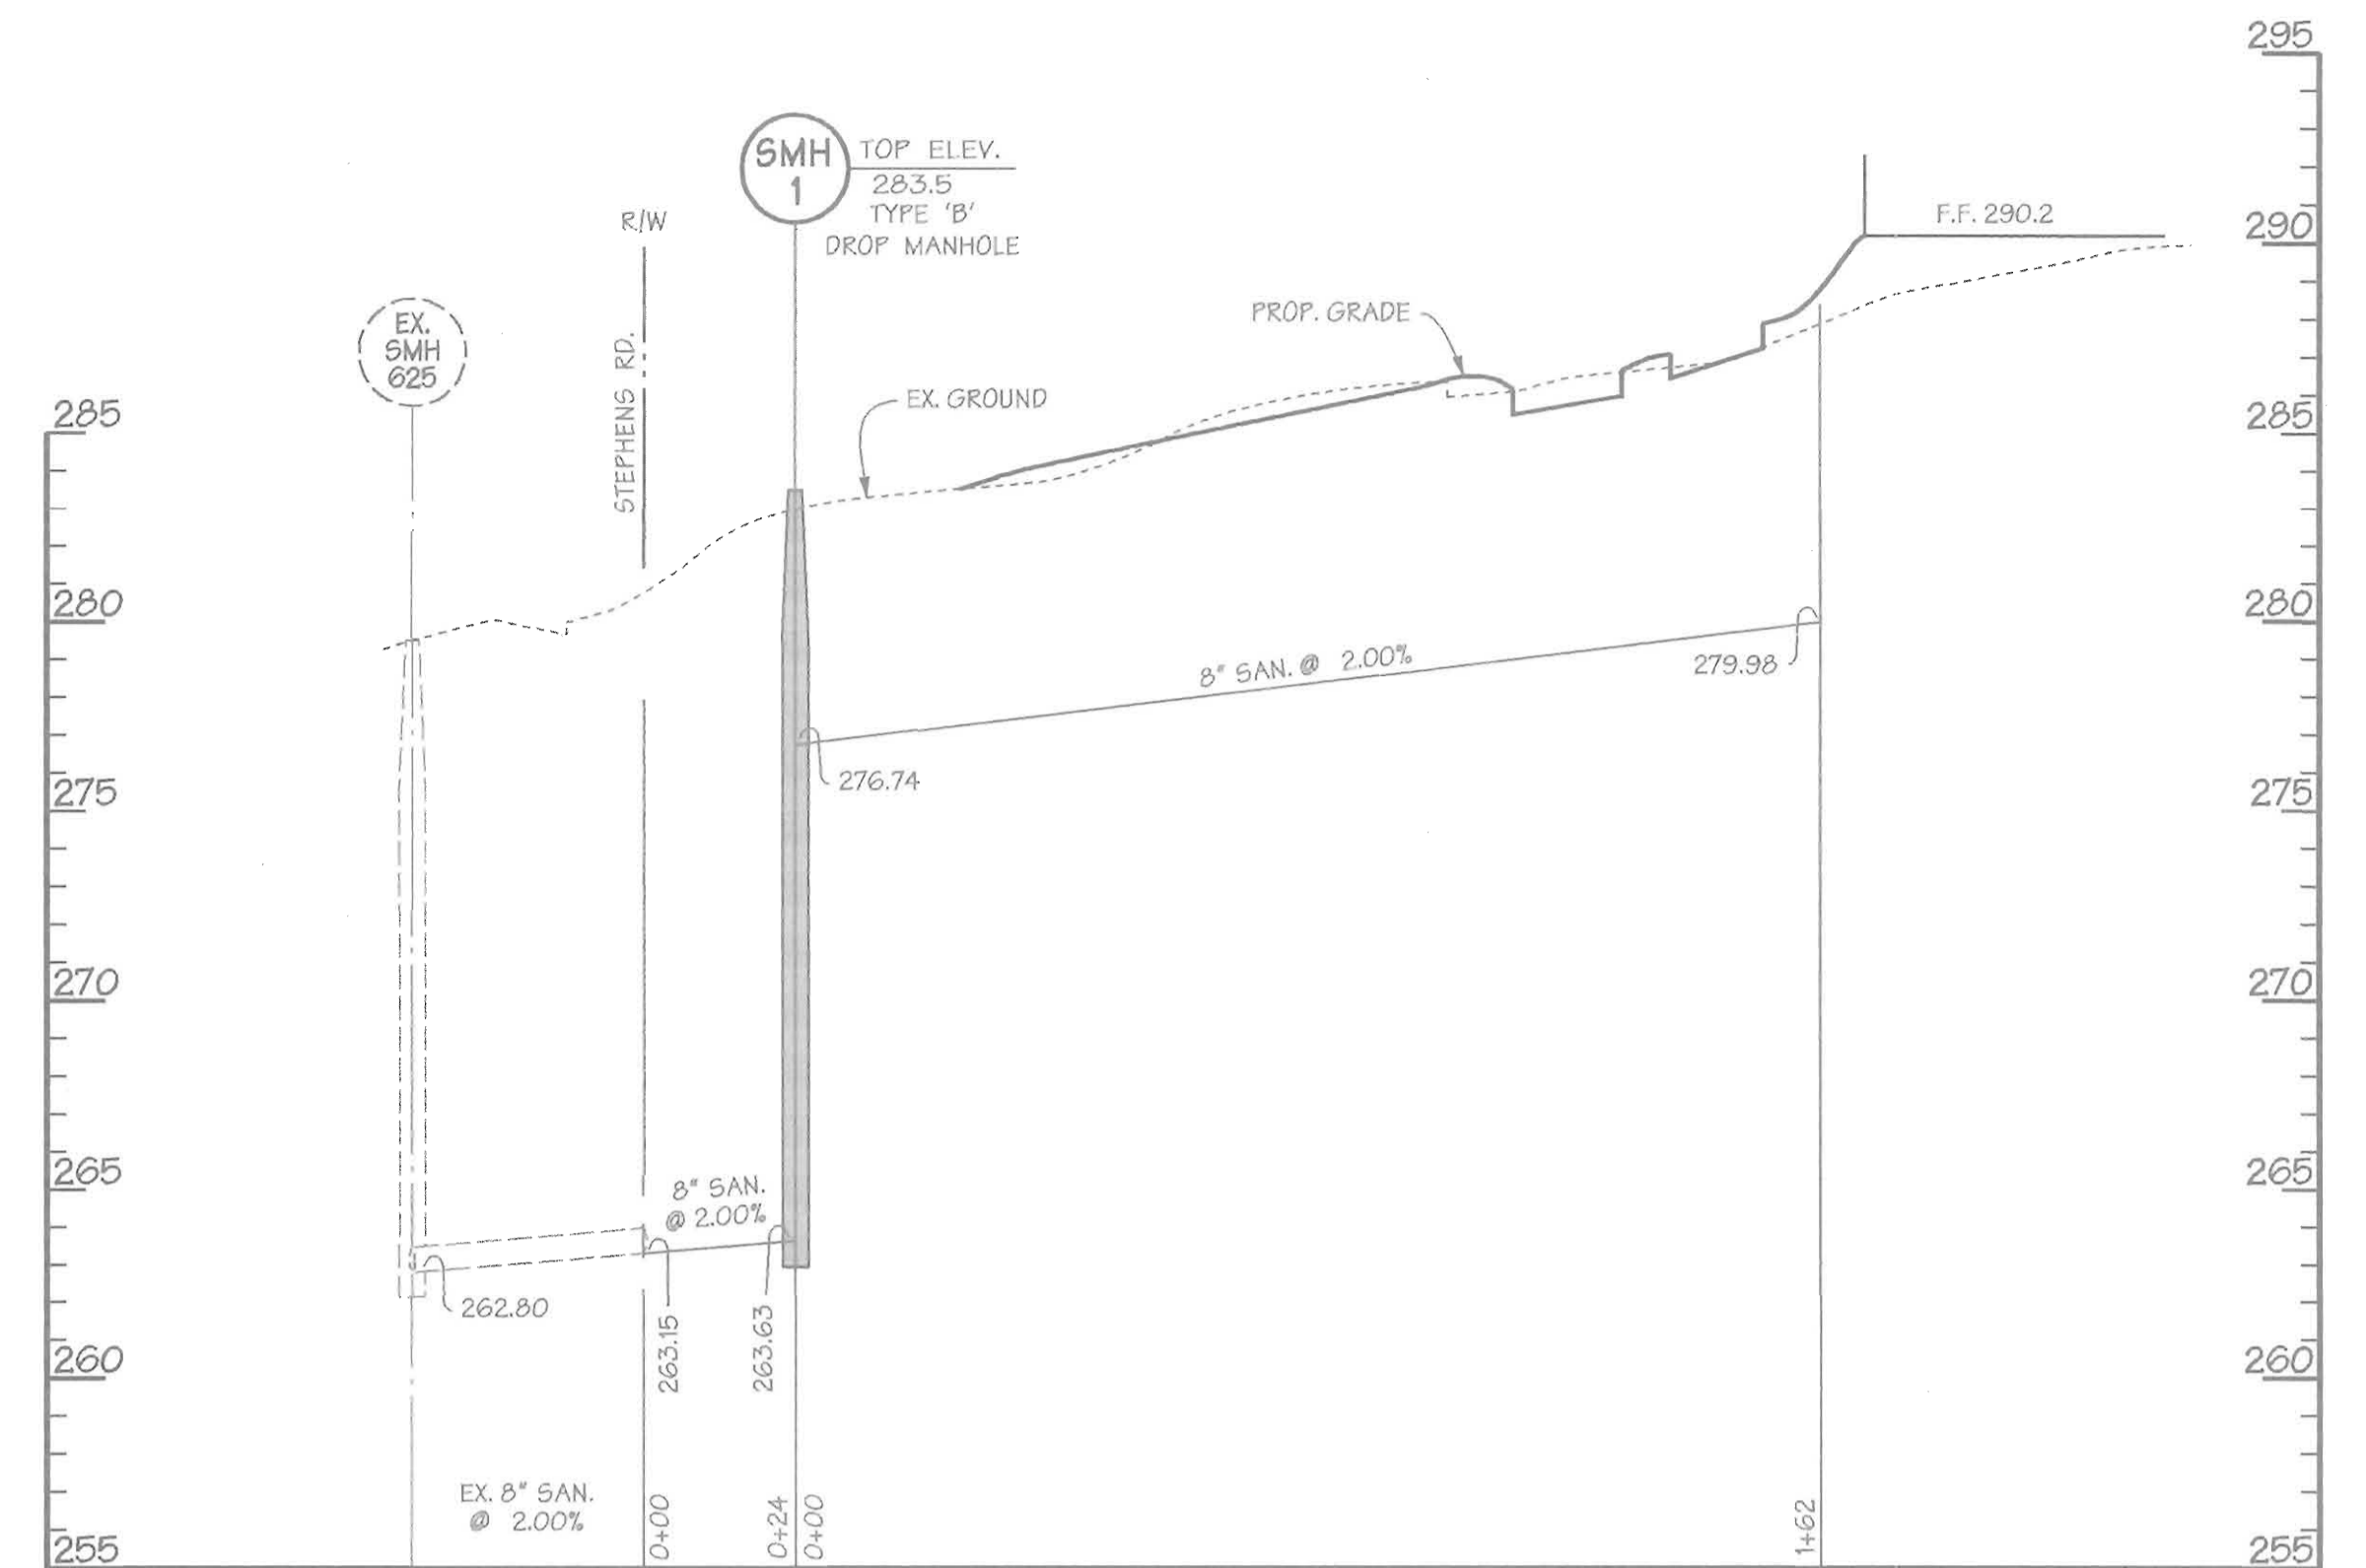 295
SMH
1
TOP ELEV.
283.5
TYPE 'B'
DROP MANHOLE
R/W
F.F. 290.2
290
EX.
SMH
625
STEPHENS RD.
PROP. GRADE
EX. GROUND
285
285
280
280
8" SAN. @ 2.00%
279.98
276.74
275
275
270
270
265
265
8" SAN.
@ 2.00%
262.80
263.15
263.63
260
260
EX. 8" SAN.
@ 2.00%
0+00
0+24
0+00
1+62
255
255